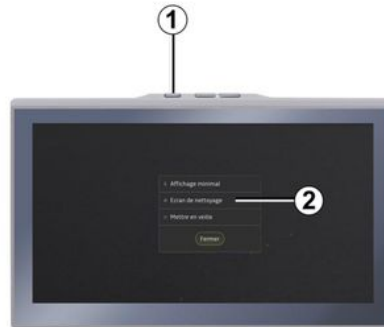 1
Affichage minimal
Ecran de nettoyage
2
Mettre en veille
Fermer